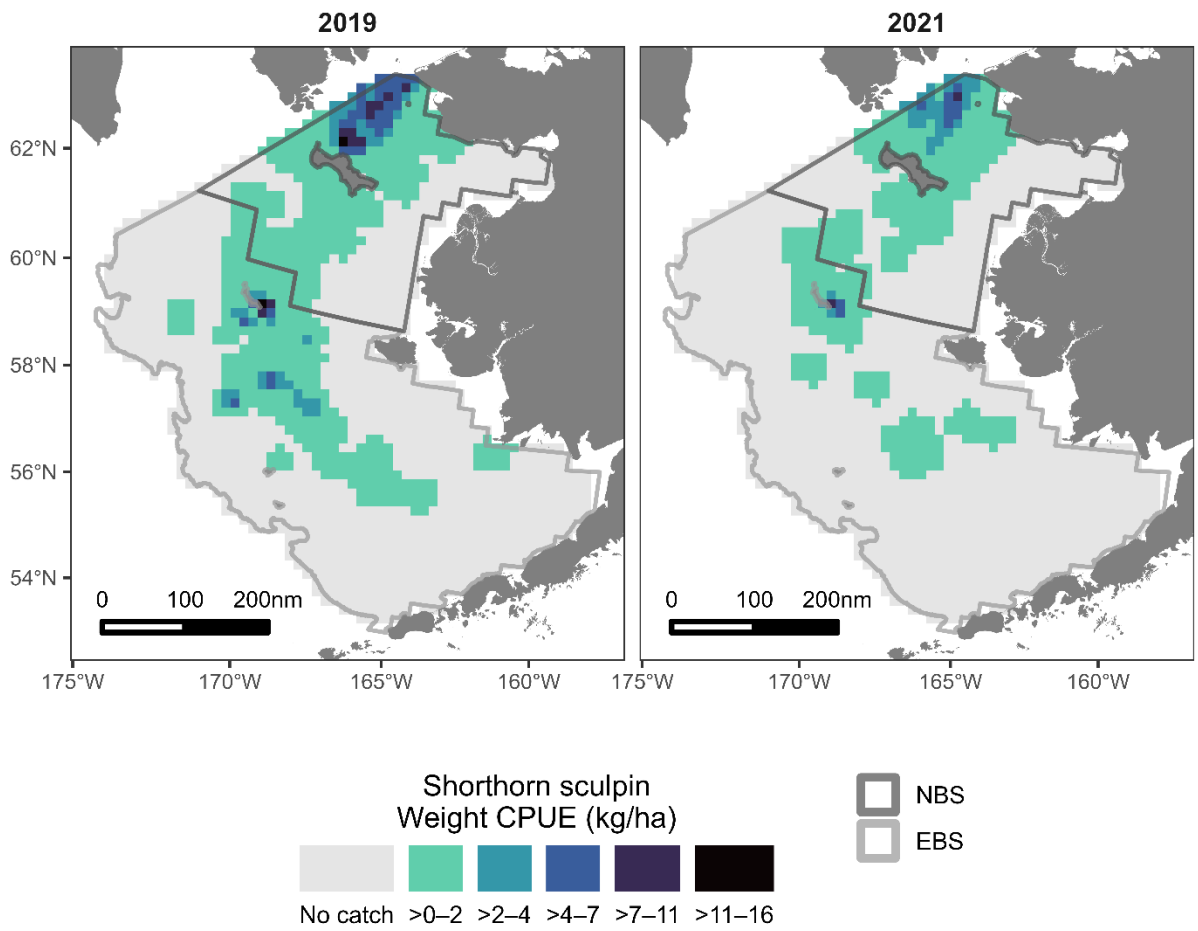 2019
2021
62°N
60°N
58°N
56°N
54°N
0 100 200nm
0 100 200nm
175°W 170°W 165°W 160°W
175°W 170°W 165°W 160°W
Shorthorn sculpin
Weight CPUE (kg/ha)
No catch >0–2 >2–4 >4–7 >7–11 >11–16
NBS
EBS